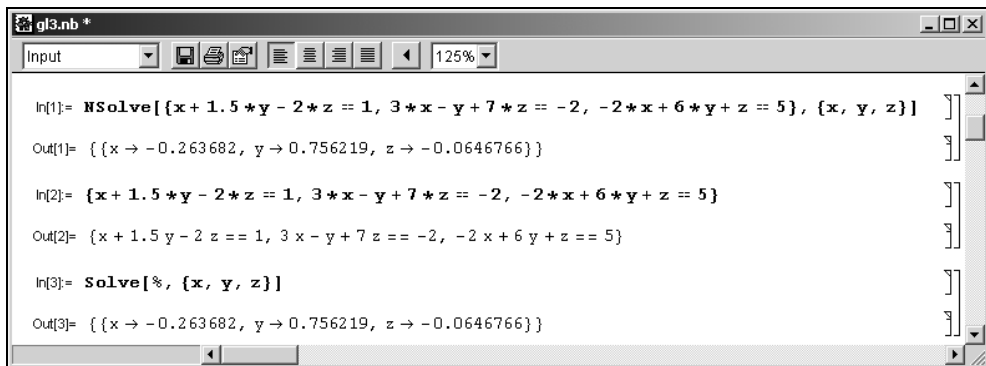 gl3.nb *
Input 125%
In[1]:= NSolve[{x + 1.5 * y - 2 * z == 1, 3 * x - y + 7 * z == -2, -2 * x + 6 * y + z == 5}, {x, y, z}]
Out[1]= {{x → -0.263682, y → 0.756219, z → -0.0646766}}
In[2]:= {x + 1.5 * y - 2 * z == 1, 3 * x - y + 7 * z == -2, -2 * x + 6 * y + z == 5}
Out[2]= {x + 1.5 y - 2 z == 1, 3 x - y + 7 z == -2, -2 x + 6 y + z == 5}
In[3]:= Solve[%, {x, y, z}]
Out[3]= {{x → -0.263682, y → 0.756219, z → -0.0646766}}